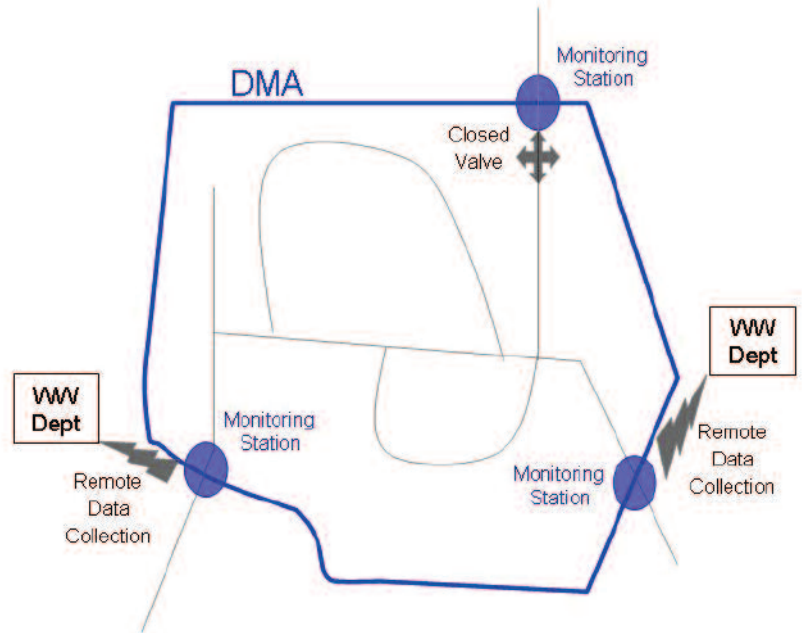 DMA
Monitoring
Station
Closed
Valve
WW
Dept
Remote
Data
Collection
Monitoring
Station
Monitoring
Station
WW
Dept
Remote
Data
Collection